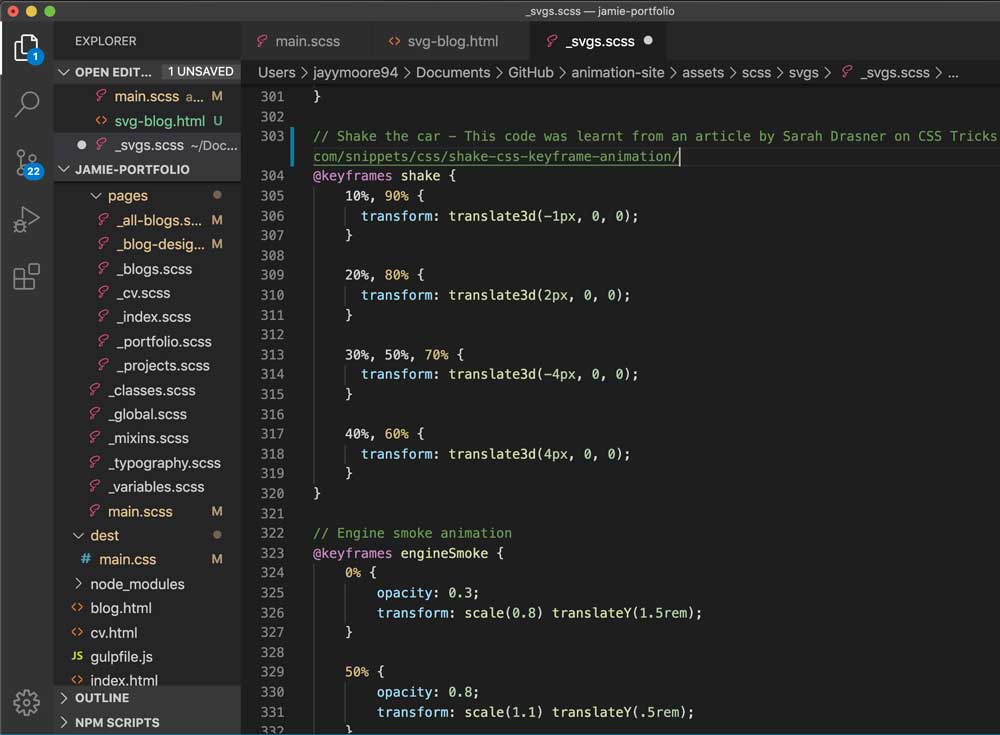 _svgs.scss — jamie-portfolio
EXPLORER
main.scss
svg-blog.html
_svgs.scss
1
OPEN EDIT...
1 UNSAVED
Users > jayymoore94 > Documents > GitHub > animation-site > assets > scss > svgs > _svgs.scss > ...
main.scss a... M
svg-blog.html U
_svgs.scss ~/Doc...
22
JAMIE-PORTFOLIO
pages
_all-blogs.s... M
_blog-desig... M
_blogs.scss
_cv.scss
_index.scss
_portfolio.scss
_projects.scss
_classes.scss
_global.scss
_mixins.scss
_typography.scss
_variables.scss
main.scss M
dest
# main.css M
node_modules
<> blog.html
<> cv.html
JS gulpfile.js
<> index.html
OUTLINE
NPM SCRIPTS
301 }
302
303 // Shake the car - This code was learnt from an article by Sarah Drasner on CSS Tricks
com/snippets/css/shake-css-keyframe-animation/
304 @keyframes shake {
305 10%, 90% {
306 transform: translate3d(-1px, 0, 0);
307 }
308
309 20%, 80% {
310 transform: translate3d(2px, 0, 0);
311 }
312
313 30%, 50%, 70% {
314 transform: translate3d(-4px, 0, 0);
315 }
316
317 40%, 60% {
318 transform: translate3d(4px, 0, 0);
319 }
320 }
321
322 // Engine smoke animation
323 @keyframes engineSmoke {
324 0% {
325 opacity: 0.3;
326 transform: scale(0.8) translateY(1.5rem);
327 }
328
329 50% {
330 opacity: 0.8;
331 transform: scale(1.1) translateY(.5rem);
332 }